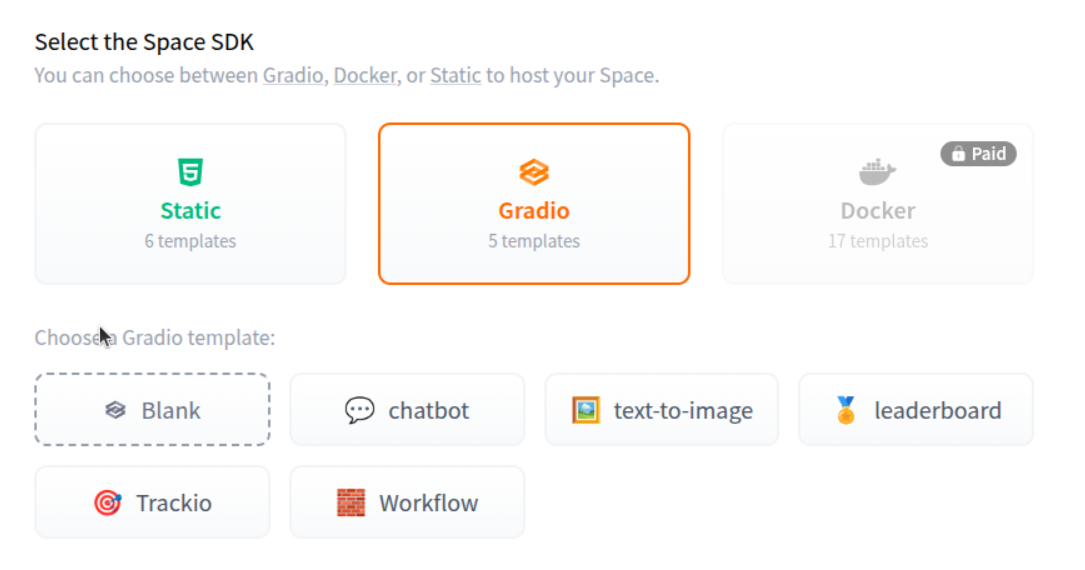 Select the Space SDK
You can choose between Gradio, Docker, or Static to host your Space.
Static
6 templates
Gradio
5 templates
Paid
Docker
17 templates
Choose a Gradio template:
Blank
chatbot
text-to-image
leaderboard
Trackio
Workflow